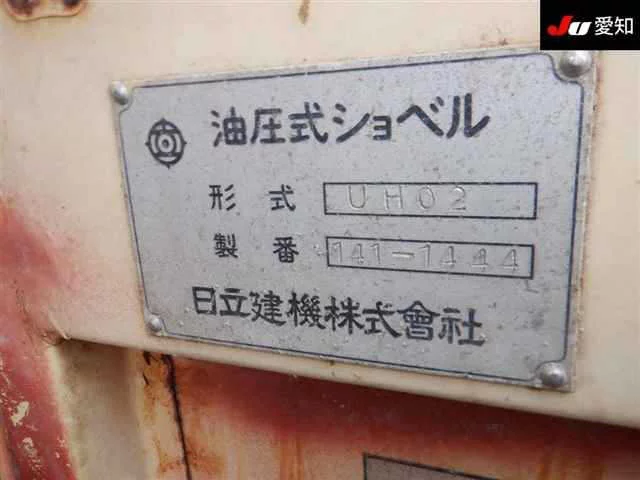 JU 愛知
油圧式ショベル
形式 UH02
製番 141-1444
日立建機株式會社